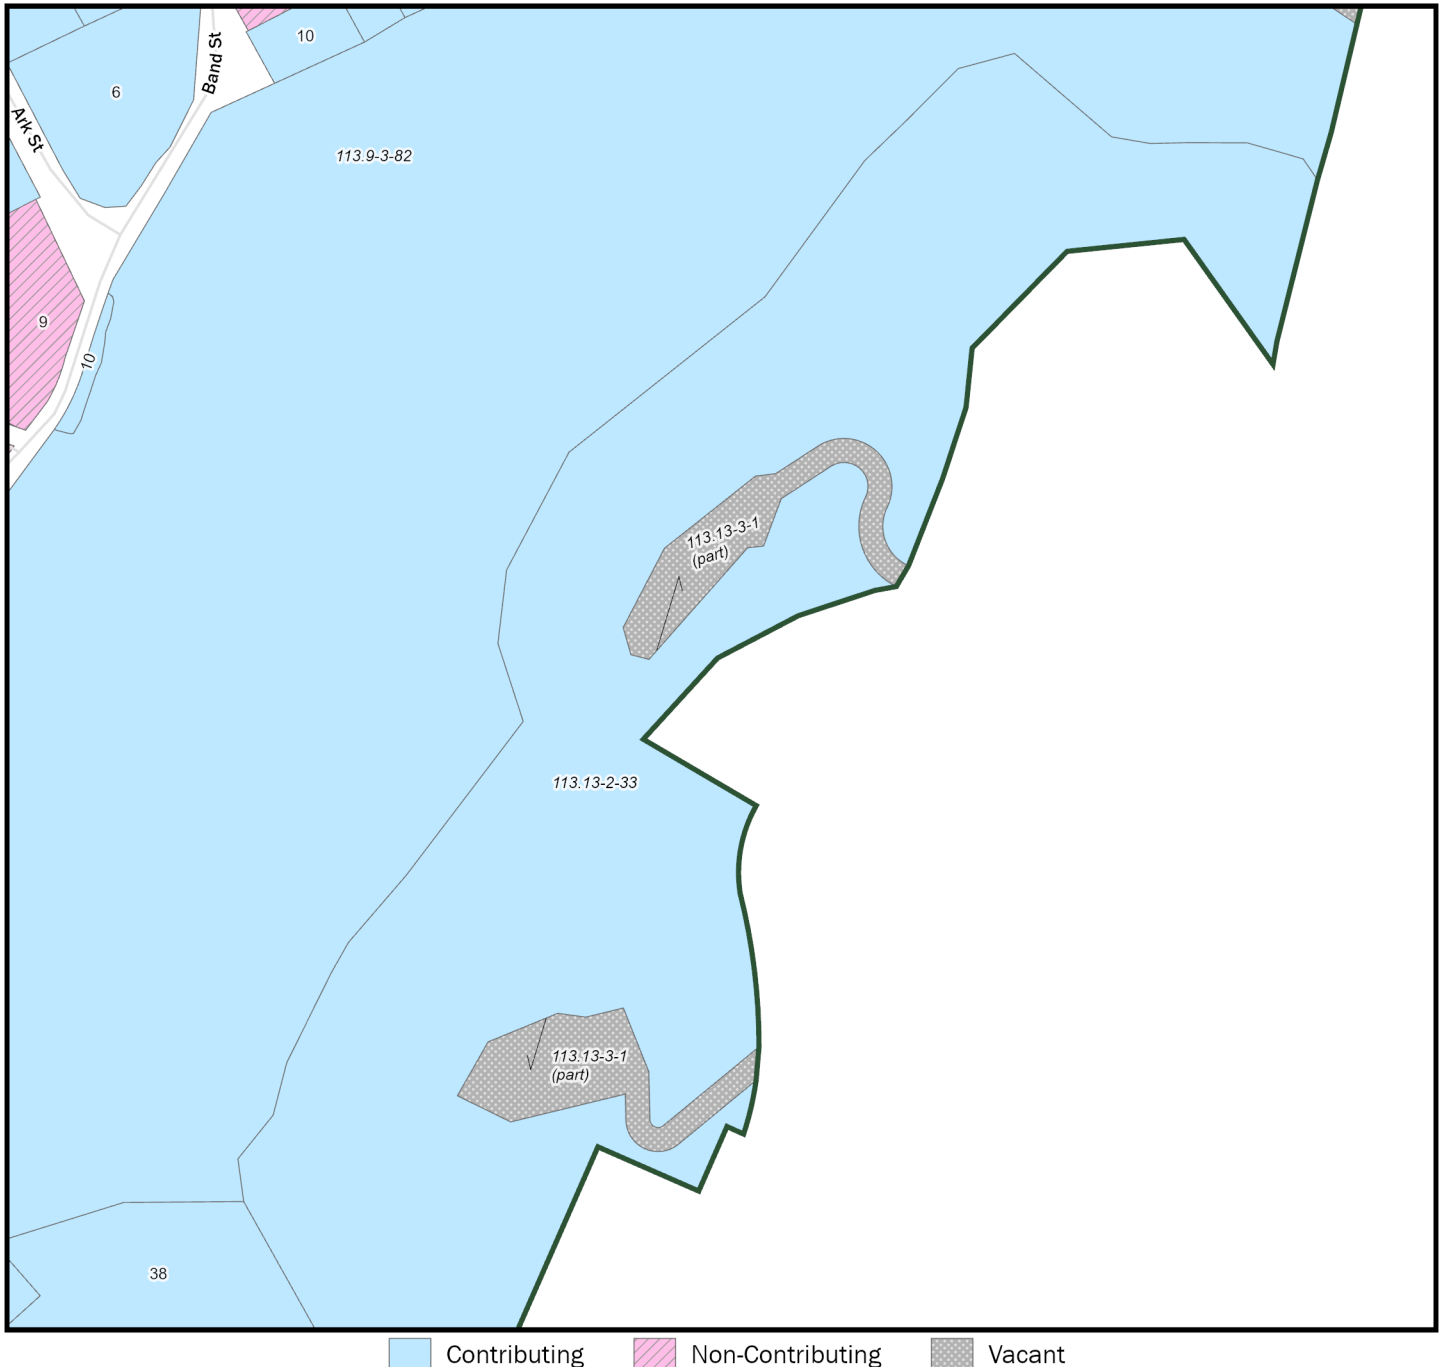 Band St
10
6
Ark St
113.9-3-82
9
10
113.13-3-1
(part)
113.13-2-33
113.13-3-1
(part)
38
Contributing
Non-Contributing
Vacant